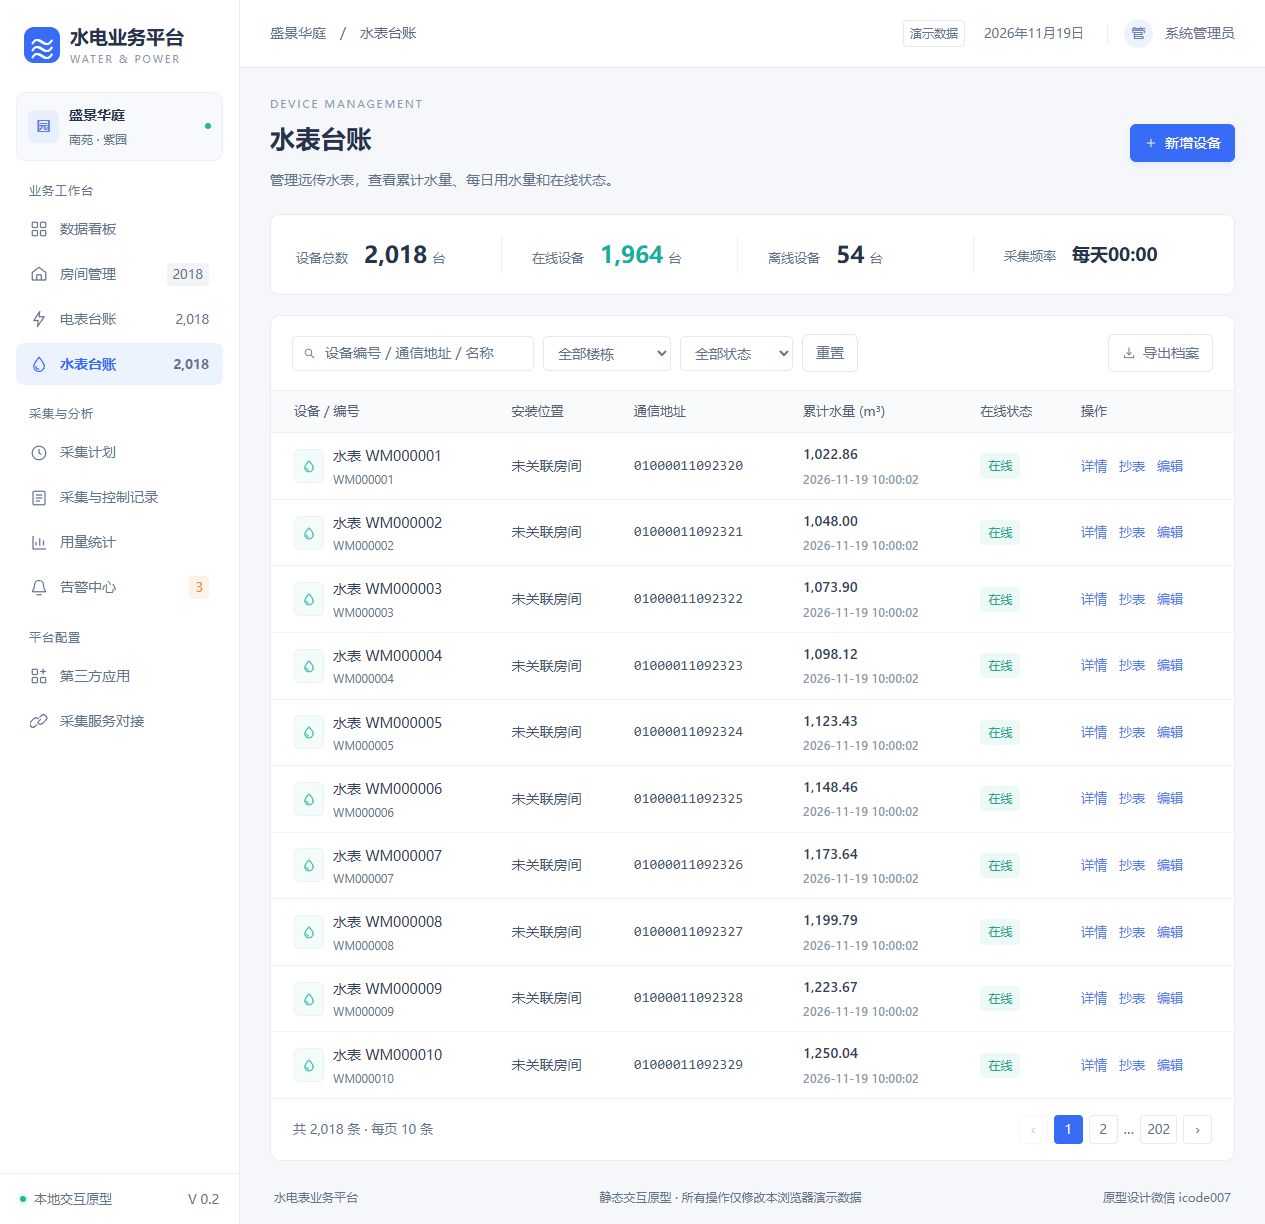 水电业务平台
WATER & POWER
园
盛景华庭
南苑 · 紫园
业务工作台
数据看板
房间管理 2018
电表台账 2,018
水表台账 2,018
采集与分析
采集计划
采集与控制记录
用量统计
告警中心 3
平台配置
第三方应用
采集服务对接
本地交互原型 V 0.2
盛景华庭 / 水表台账
演示数据 2026年11月19日 管 系统管理员
DEVICE MANAGEMENT
水表台账
+ 新增设备
管理远传水表，查看累计水量、每日用水量和在线状态。
设备总数 2,018 台 在线设备 1,964 台 离线设备 54 台 采集频率 每天00:00
设备编号 / 通信地址 / 名称 全部楼栋 全部状态 重置 导出档案
设备 / 编号 安装位置 通信地址 累计水量 (m³) 在线状态 操作
水表 WM000001
WM000001 未关联房间 01000011092320 1,022.86
2026-11-19 10:00:02 在线 详情 抄表 编辑
水表 WM000002
WM000002 未关联房间 01000011092321 1,048.00
2026-11-19 10:00:02 在线 详情 抄表 编辑
水表 WM000003
WM000003 未关联房间 01000011092322 1,073.90
2026-11-19 10:00:02 在线 详情 抄表 编辑
水表 WM000004
WM000004 未关联房间 01000011092323 1,098.12
2026-11-19 10:00:02 在线 详情 抄表 编辑
水表 WM000005
WM000005 未关联房间 01000011092324 1,123.43
2026-11-19 10:00:02 在线 详情 抄表 编辑
水表 WM000006
WM000006 未关联房间 01000011092325 1,148.46
2026-11-19 10:00:02 在线 详情 抄表 编辑
水表 WM000007
WM000007 未关联房间 01000011092326 1,173.64
2026-11-19 10:00:02 在线 详情 抄表 编辑
水表 WM000008
WM000008 未关联房间 01000011092327 1,199.79
2026-11-19 10:00:02 在线 详情 抄表 编辑
水表 WM000009
WM000009 未关联房间 01000011092328 1,223.67
2026-11-19 10:00:02 在线 详情 抄表 编辑
水表 WM000010
WM000010 未关联房间 01000011092329 1,250.04
2026-11-19 10:00:02 在线 详情 抄表 编辑
共 2,018 条 · 每页 10 条 ‹ 1 2 … 202 ›
水电表业务平台 静态交互原型 · 所有操作仅修改本浏览器演示数据 原型设计微信 icode007